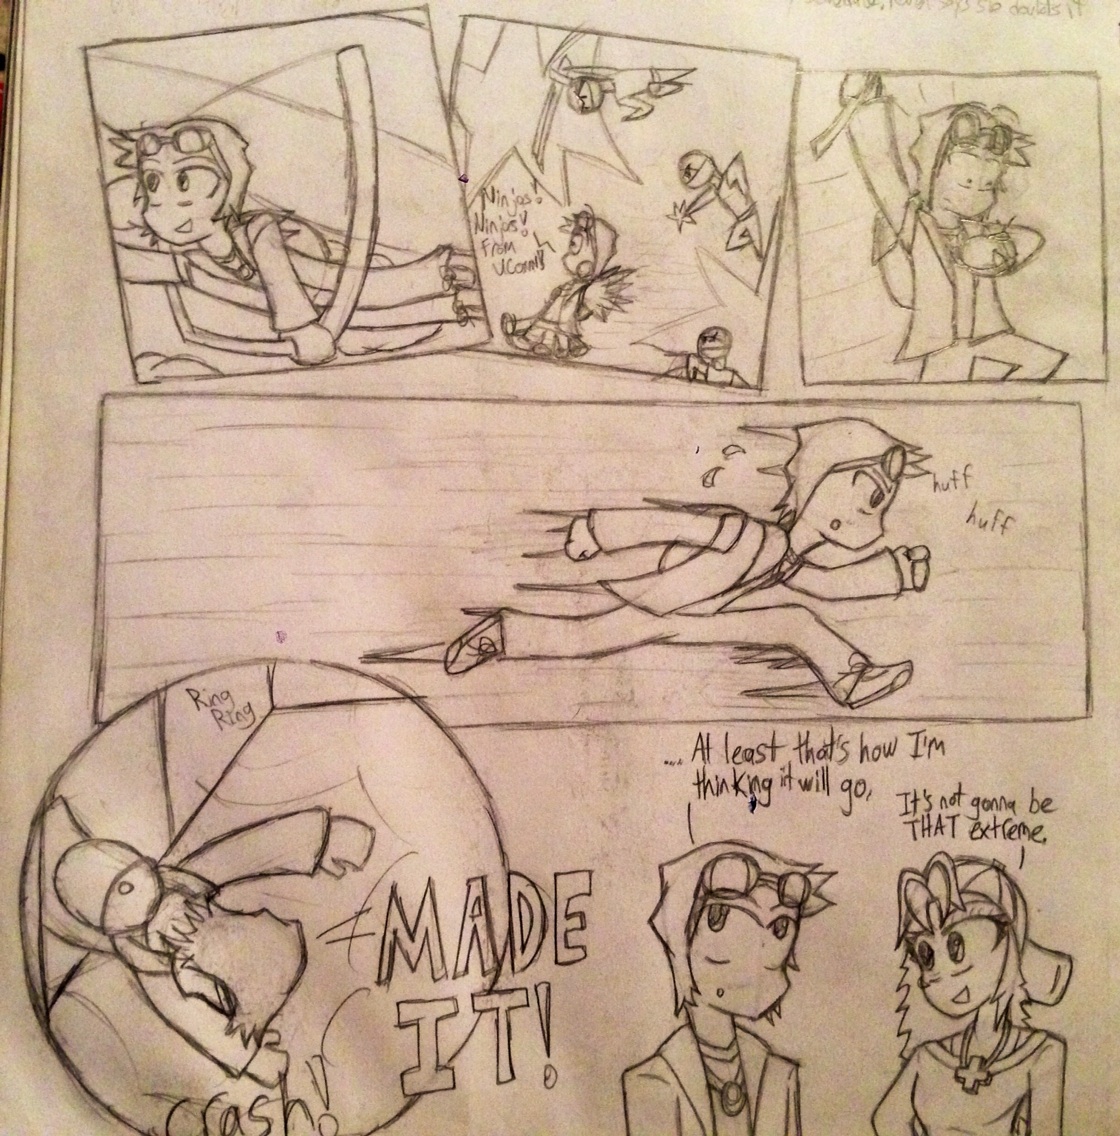 says she doubts it
Ninjas!
Ninjas!
From
UConn!!
huff
huff
Ring
Ring
MADE
IT!
crash!!
.... At least that's how I'm
thinking it will go.
It's not gonna be
THAT extreme.